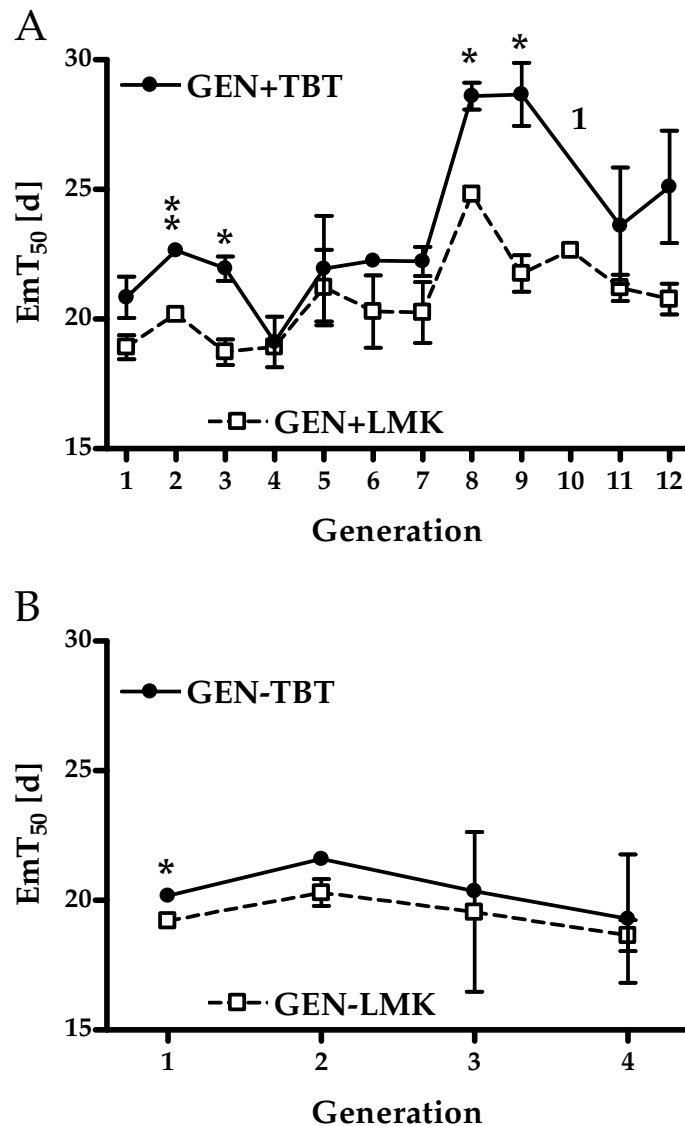 A
30
25
20
15
EmT50 [d]
GEN+TBT
*
*
*
*
*
1
GEN+LMK
1 2 3 4 5 6 7 8 9 10 11 12
Generation
B
30
25
20
15
EmT50 [d]
GEN-TBT
*
GEN-LMK
1 2 3 4
Generation